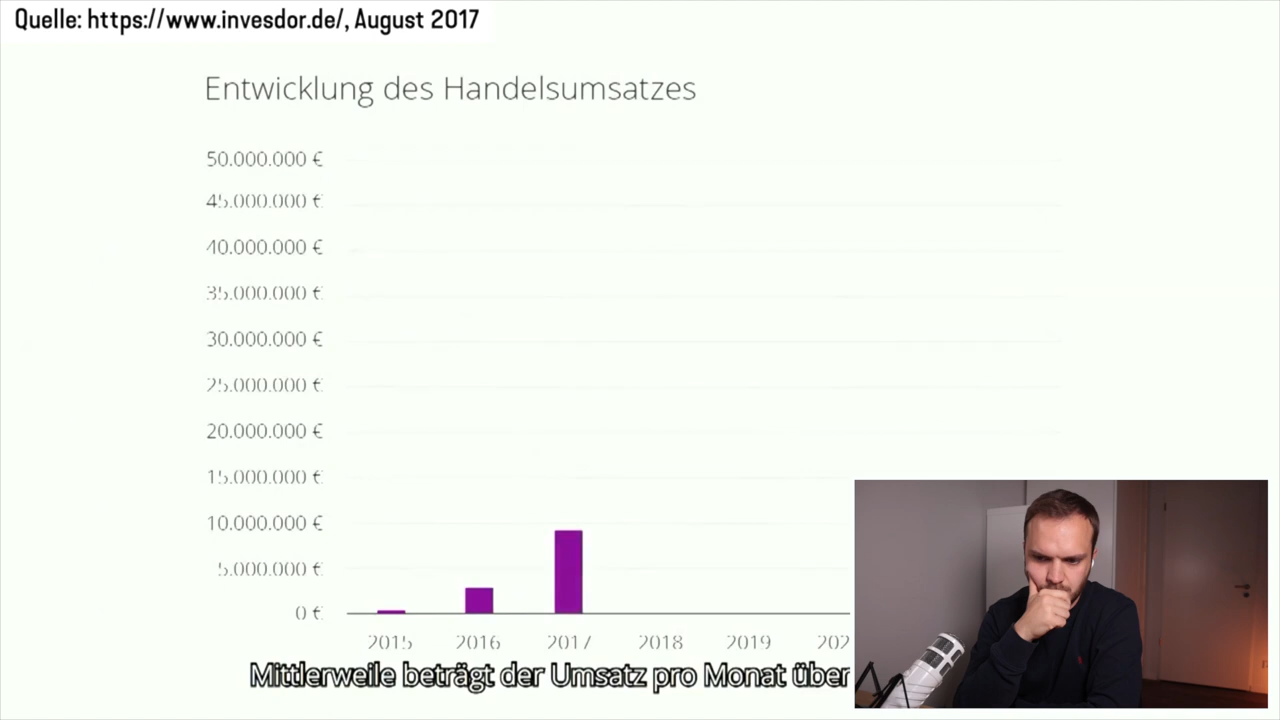 Quelle: https://www.invesdor.de/, August 2017
Entwicklung des Handelsumsatzes
50.000.000 €
45.000.000 €
40.000.000 €
35.000.000 €
30.000.000 €
25.000.000 €
20.000.000 €
15.000.000 €
10.000.000 €
5.000.000 €
0 €
2015 2016 2017 2018 2019 202
Mittlerweile beträgt der Umsatz pro Monat über